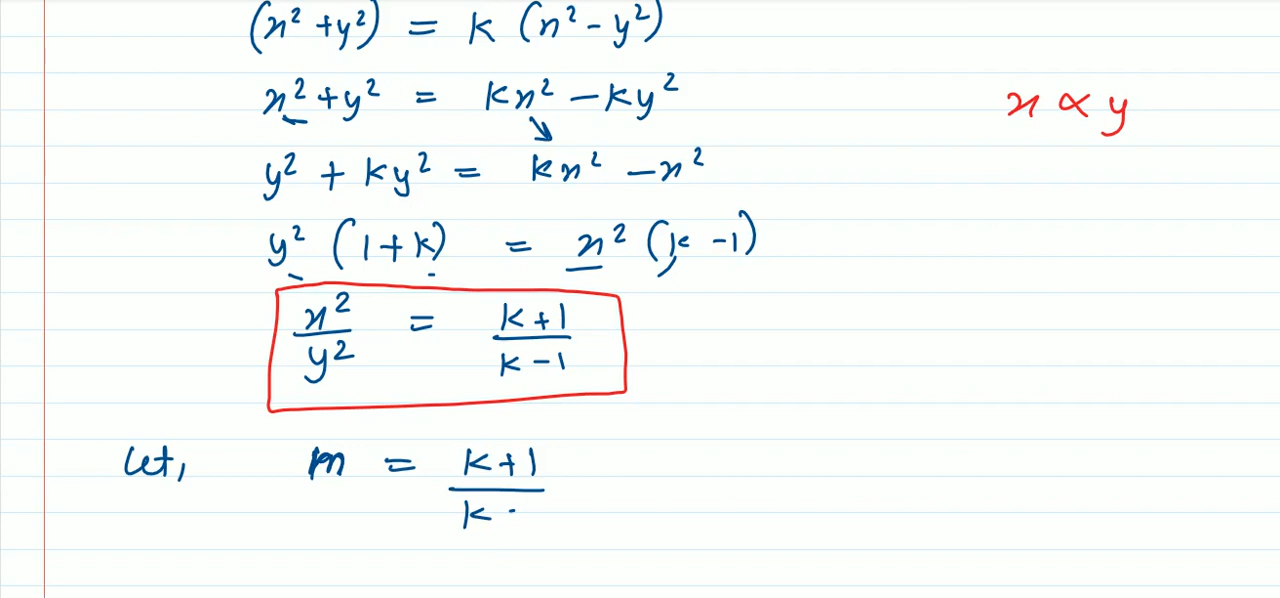 (x² + y²) = k (x² - y²)
x² + y² = kx² - ky²
x ∝ y
y² + ky² = kx² - x²
y² (1 + k) = x² (k - 1)
x² / y² = k + 1 / k - 1
let, m = k + 1 / k -